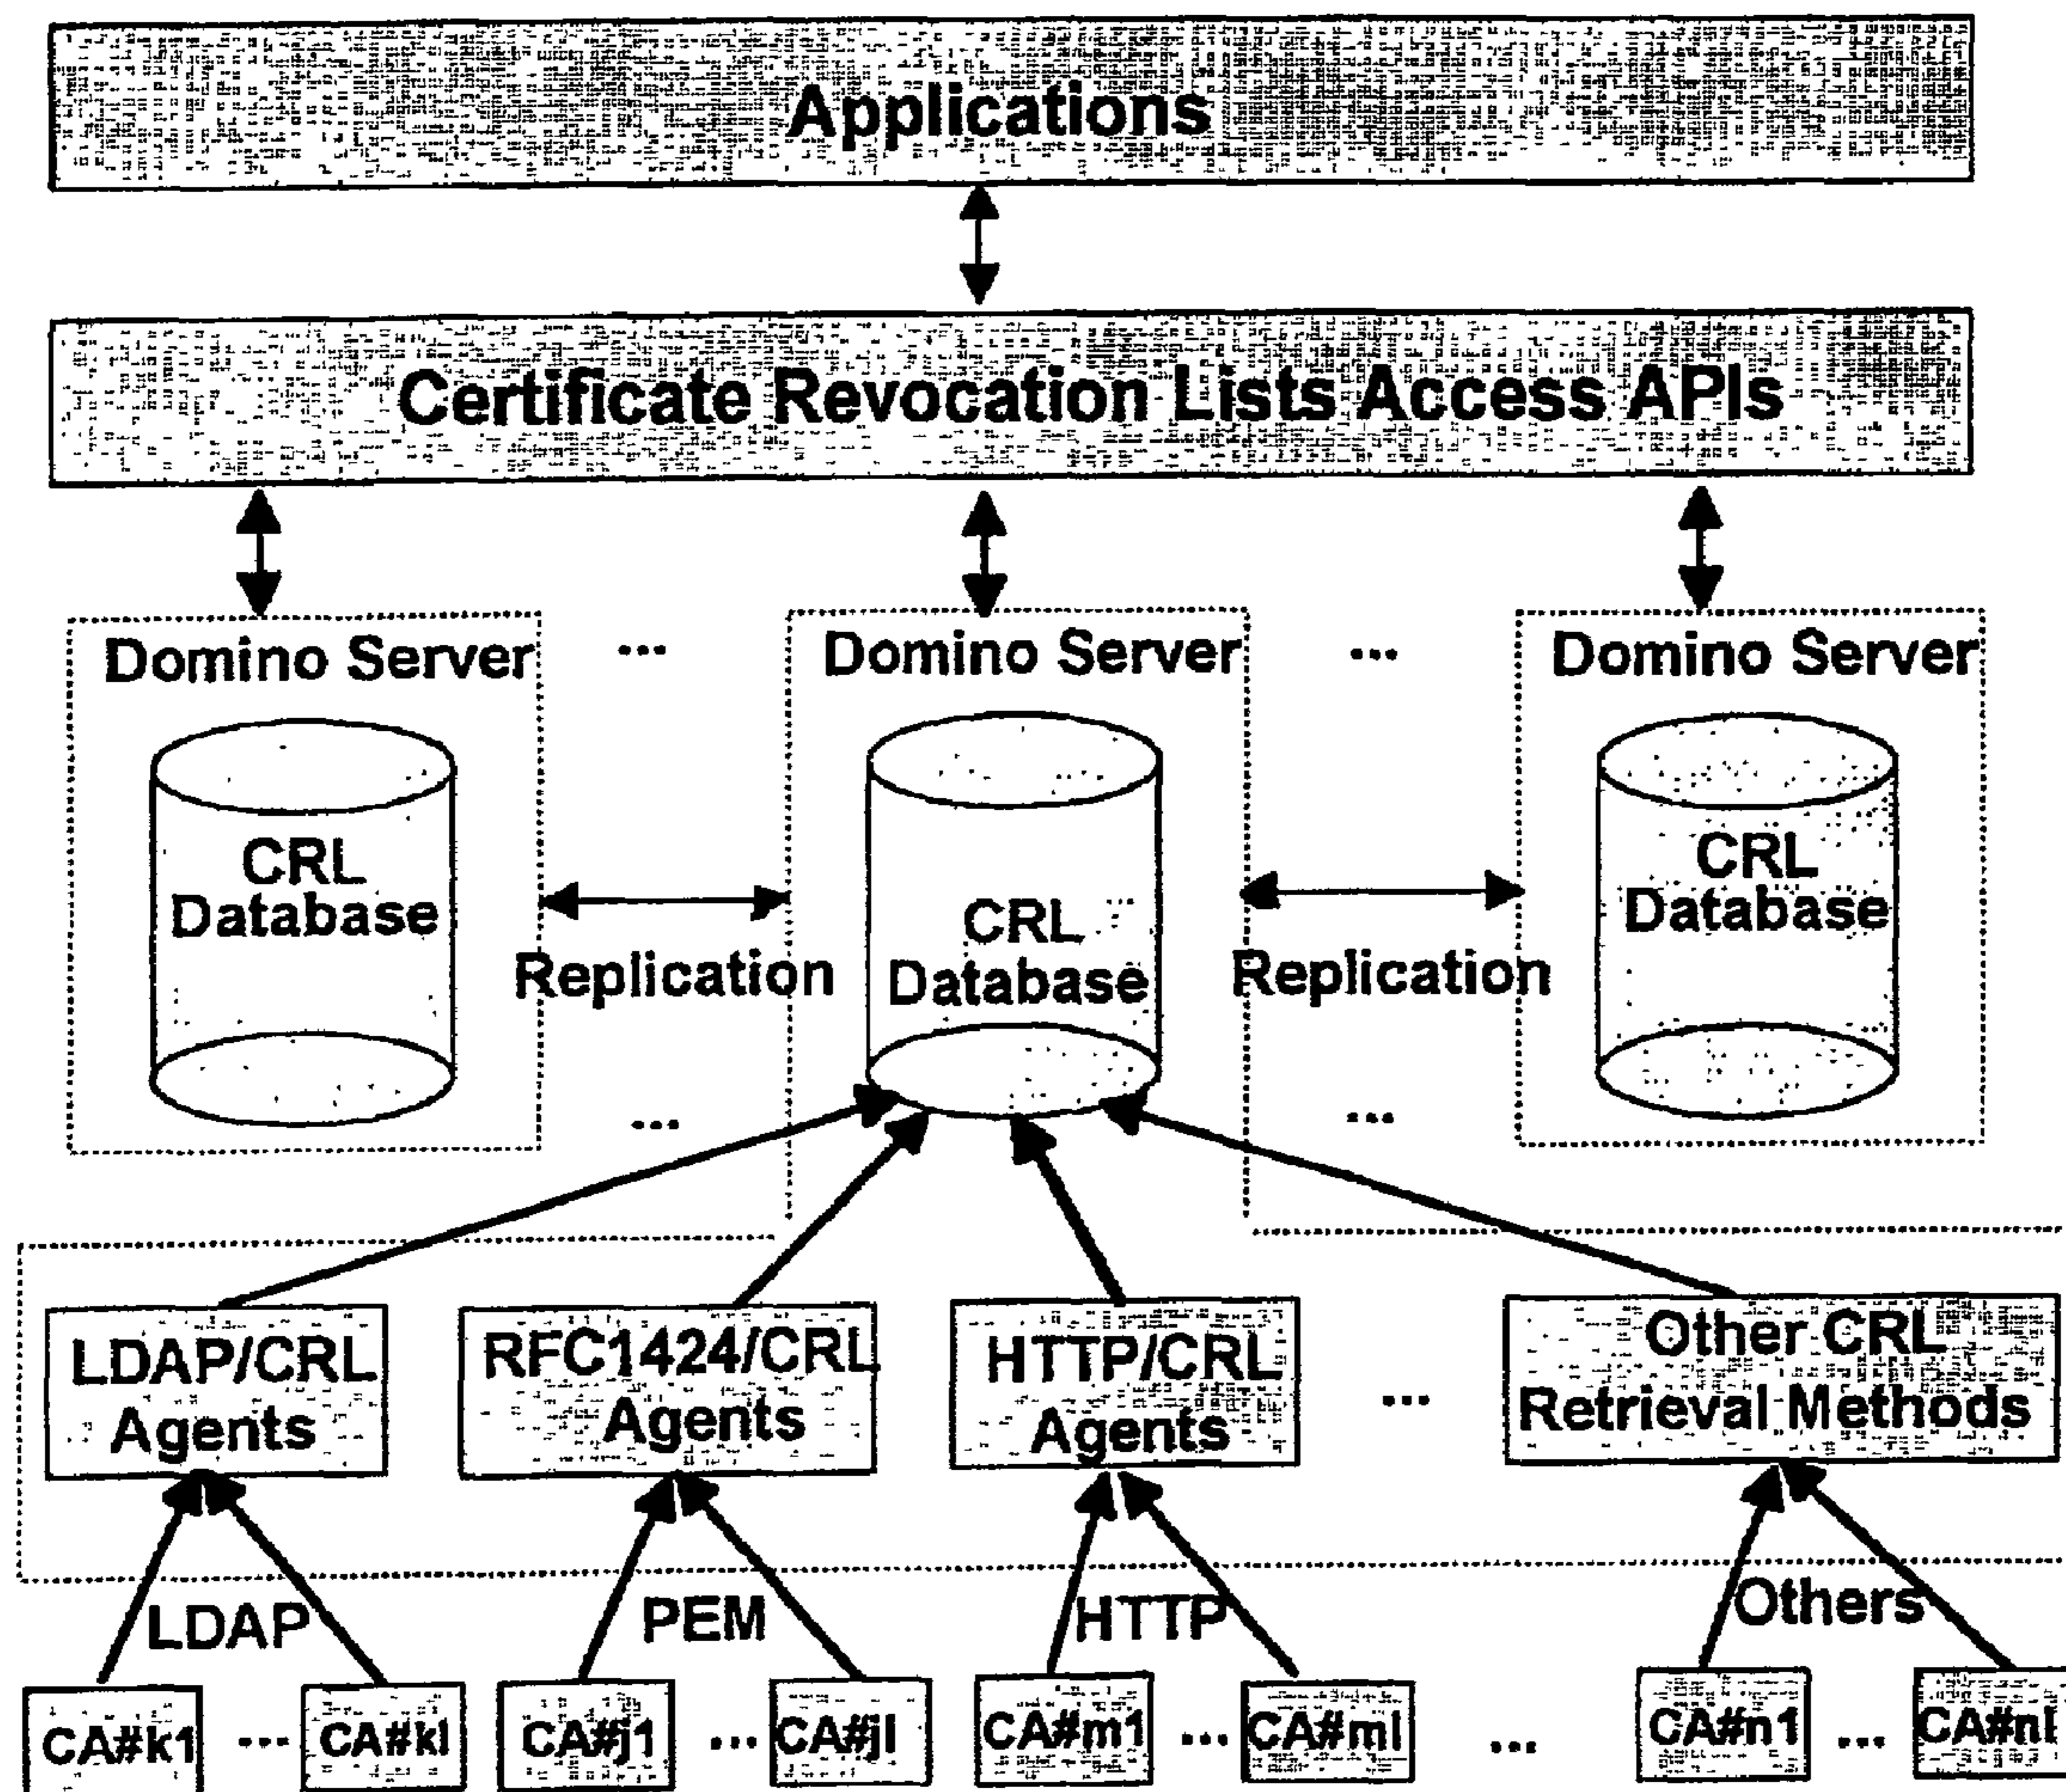 Applications
Certificate Revocation Lists Access APIs
Domino Server
...
Domino Server
...
Domino Server
CRL
Database
CRL
Database
CRL
Database
Replication
Replication
...
...
LDAP/CRL
Agents
RFC1424/CRL
Agents
HTTP/CRL
Agents
...
Other CRL
Retrieval Methods
LDAP
PEM
HTTP
Others
CA#k1
...
CA#kl
CA#j1
...
CA#jl
CA#m1
...
CA#ml
...
CA#n1
...
CA#nl